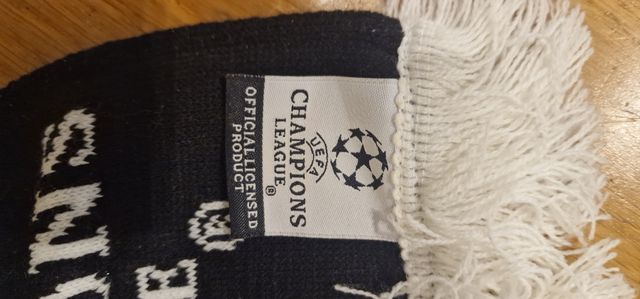 UEFA
CHAMPIONS
LEAGUE®
OFFICIAL LICENSED
PRODUCT